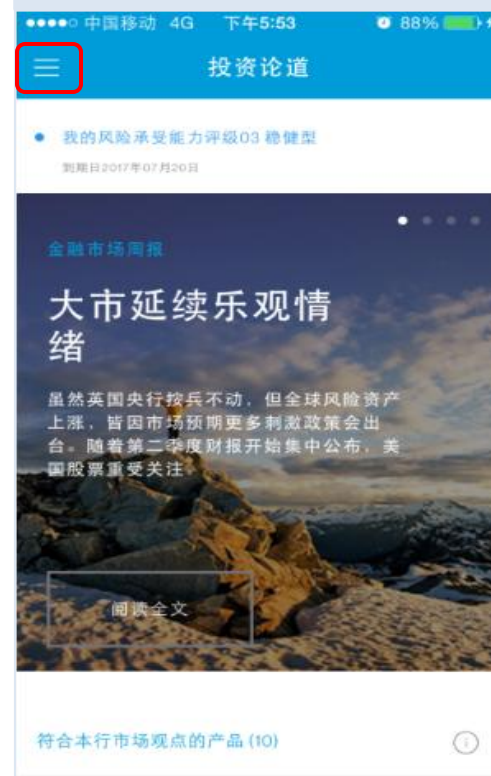 中国移动 4G 下午5:53 88%
投资论道
我的风险承受能力评级03 稳健型
到期日2017年07月20日
金融市场周报
大市延续乐观情
绪
虽然英国央行按兵不动，但全球风险资产
上涨，皆因市场预期更多刺激政策会出
台。随着第二季度财报开始集中公布，美
国股票重受关注。
阅读全文
符合本行市场观点的产品 (10)